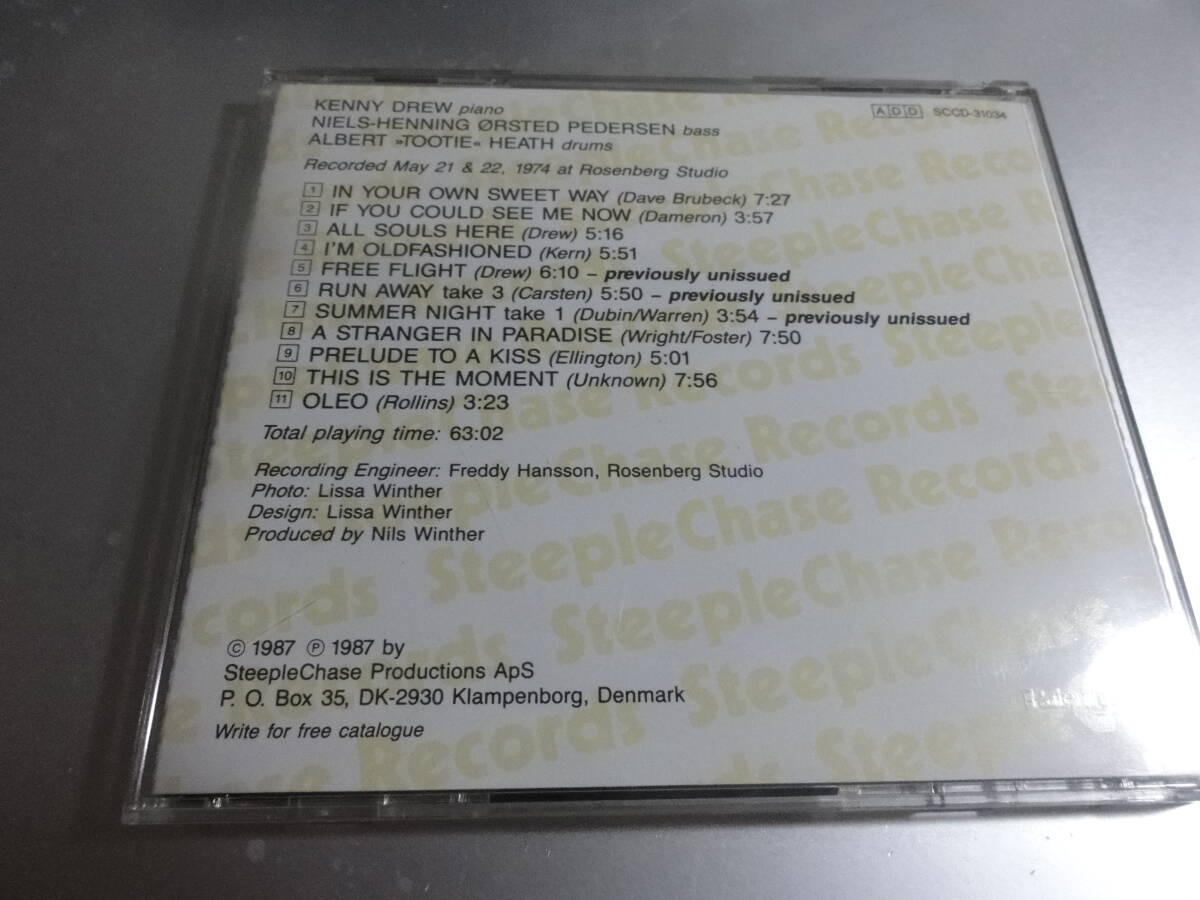 KENNY DREW piano
NIELS-HENNING ØRSTED PEDERSEN bass
ALBERT »TOOTIE« HEATH drums
ADD SCCD-31034
Recorded May 21 & 22, 1974 at Rosenberg Studio
1 IN YOUR OWN SWEET WAY (Dave Brubeck) 7:27
2 IF YOU COULD SEE ME NOW (Dameron) 3:57
3 ALL SOULS HERE (Drew) 5:16
4 I'M OLDFASHIONED (Kern) 5:51
5 FREE FLIGHT (Drew) 6:10 – previously unissued
6 RUN AWAY take 3 (Carsten) 5:50 – previously unissued
7 SUMMER NIGHT take 1 (Dubin/Warren) 3:54 – previously unissued
8 A STRANGER IN PARADISE (Wright/Foster) 7:50
9 PRELUDE TO A KISS (Ellington) 5:01
10 THIS IS THE MOMENT (Unknown) 7:56
11 OLEO (Rollins) 3:23
Total playing time: 63:02
Recording Engineer: Freddy Hansson, Rosenberg Studio
Photo: Lissa Winther
Design: Lissa Winther
Produced by Nils Winther
© 1987 ℗ 1987 by
SteepleChase Productions ApS
P. O. Box 35, DK-2930 Klampenborg, Denmark
Write for free catalogue
SteepleChase Records